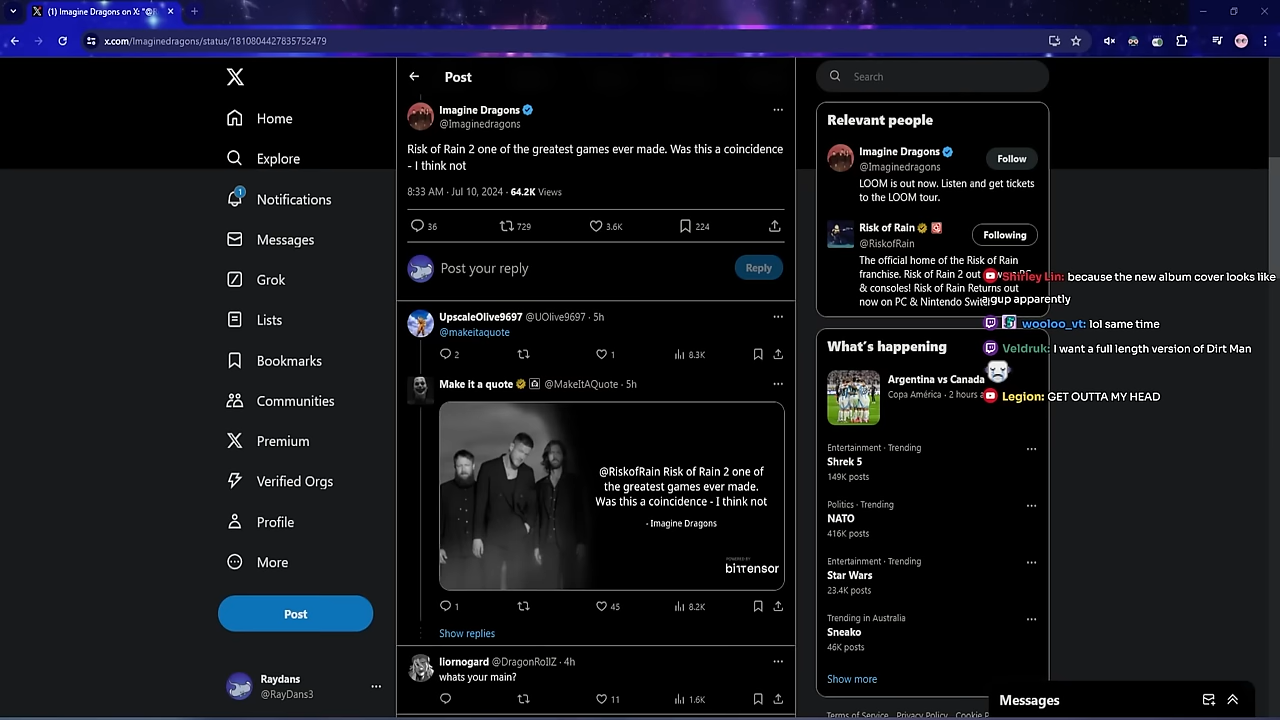 (1) Imagine Dragons on X: "@R
x.com/Imaginedragons/status/1810804427835752479
Home
Explore
1
Notifications
Messages
Grok
Lists
Bookmarks
Communities
Premium
Verified Orgs
Profile
More
Post
Raydans
@RayDans3
Post
Imagine Dragons
@Imaginedragons
Risk of Rain 2 one of the greatest games ever made. Was this a coincidence
- I think not
8:33 AM · Jul 10, 2024 · 64.2K Views
36 729 3.6K 224
Post your reply
Reply
UpscaleOlive9697 @UOlive9697 · 5h
@makeitaquote
2 1 8.3K
Make it a quote @MakeItAQuote · 5h
@RiskofRain Risk of Rain 2 one of
the greatest games ever made.
Was this a coincidence - I think not
- Imagine Dragons
POWERED BY
bittensor
1 45 8.2K
Show replies
liornogard @DragonRollZ · 4h
whats your main?
11 1.6K
Search
Relevant people
Imagine Dragons
@Imaginedragons
Follow
LOOM is out now. Listen and get tickets
to the LOOM tour.
Risk of Rain
@RiskofRain
Following
The official home of the Risk of Rain
franchise. Risk of Rain 2 out
& consoles! Risk of Rain Returns out
now on PC & Nintendo
What's happening
Argentina vs Canada
Copa América · 2 hours
Entertainment · Trending
Shrek 5
149K posts
Politics · Trending
NATO
416K posts
Entertainment · Trending
Star Wars
23.4K posts
Trending in Australia
Sneako
46K posts
Show more
Terms of Service Privacy Policy Cookie P
Messages
Shirley Lin: because the new album cover looks like
a gup apparently
wooloo_vt: lol same time
Veldruk: I want a full length version of Dirt Man
Legion: GET OUTTA MY HEAD